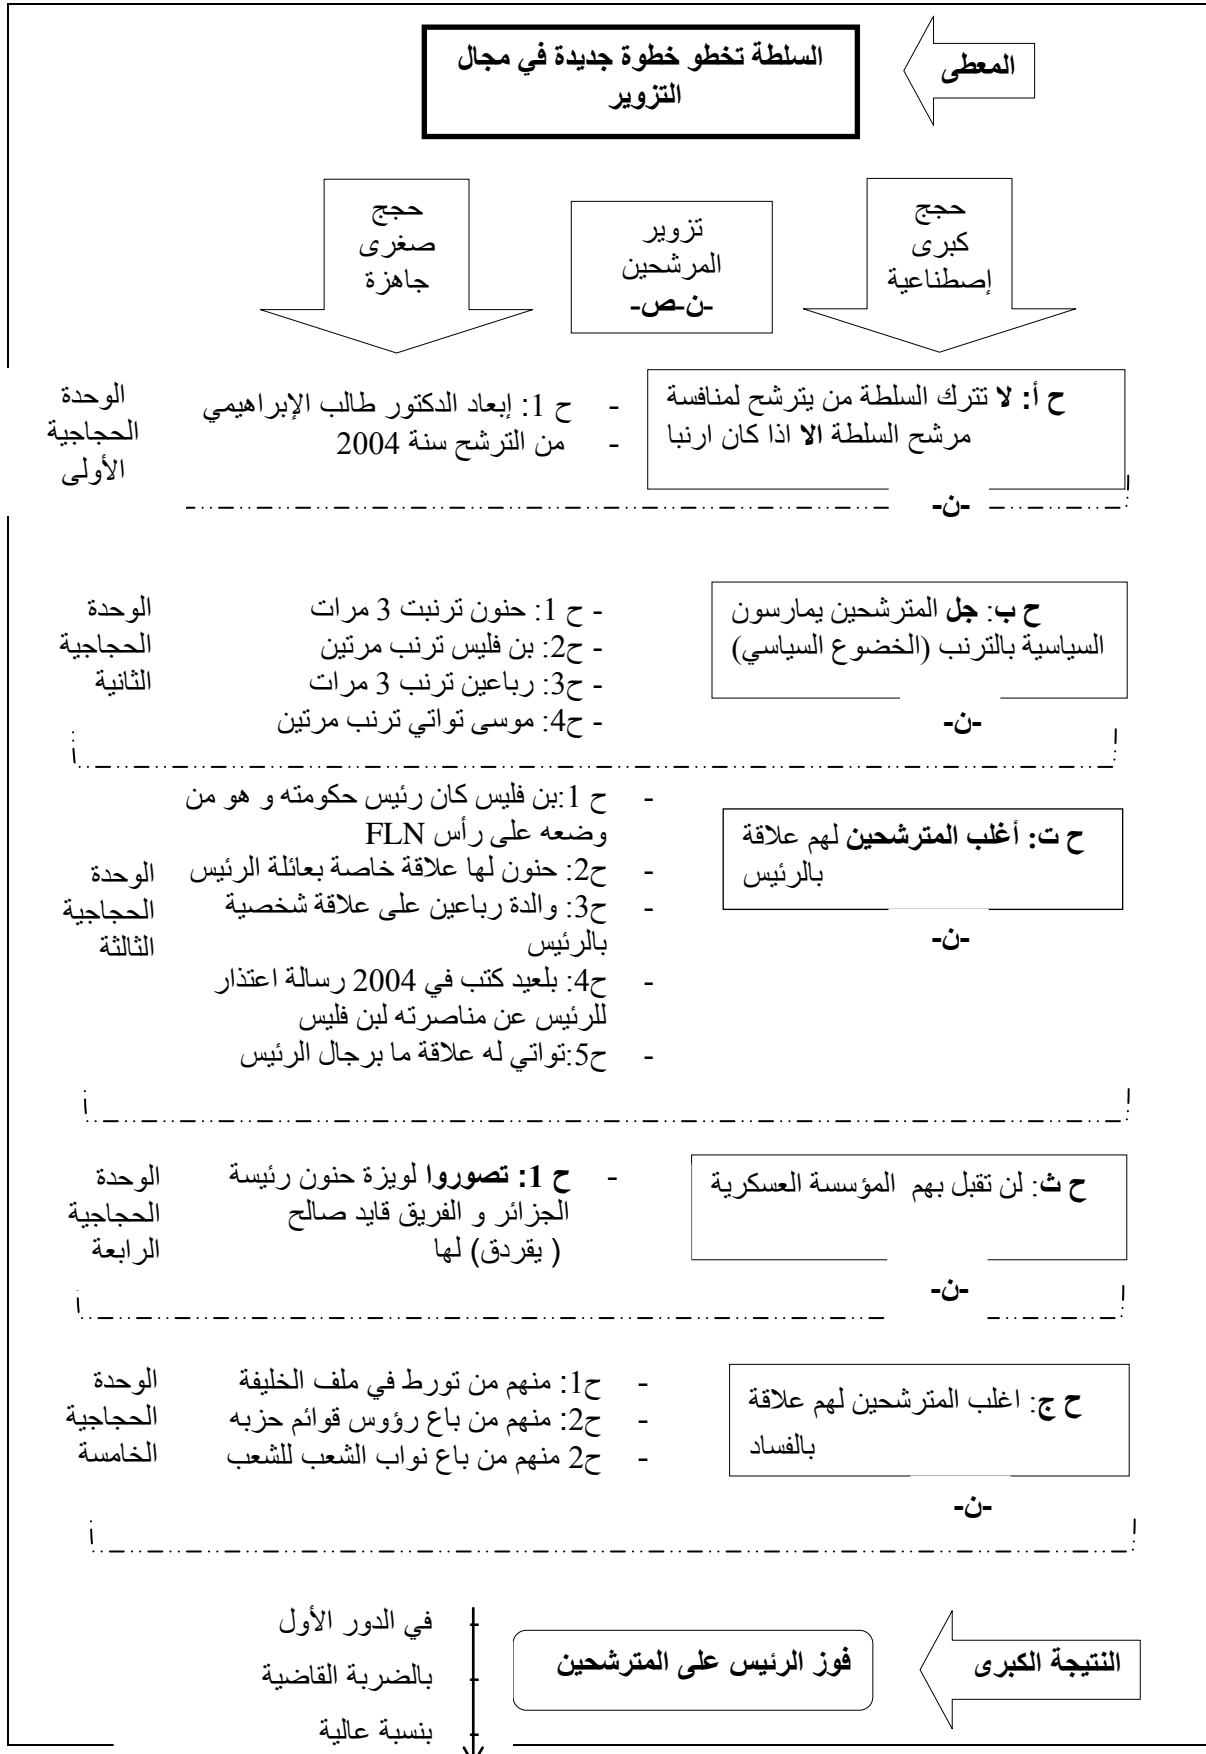 المعطى
السلطة تخطو خطوة جديدة في مجال
التزوير
حجج
كبرى
إصطناعية
تزوير
المرشحين
-ن-ص-
حجج
صغرى
جاهزة
ح أ: لا تترك السلطة من يترشح لمنافسة
مرشح السلطة الا اذا كان ارنبا
-ن-
- ح 1: إبعاد الدكتور طالب الإبراهيمي
- من الترشح سنة 2004
الوحدة
الحجاجية
الأولى
ح ب: جل المترشحين يمارسون
السياسية بالترنب (الخضوع السياسي)
-ن-
- ح 1: حنون ترنبت 3 مرات
- ح2: بن فليس ترنب مرتين
- ح3: رباعين ترنب 3 مرات
- ح4: موسى تواتي ترنب مرتين
الوحدة
الحجاجية
الثانية
ح ت: أغلب المترشحين لهم علاقة
بالرئيس
-ن-
- ح 1:بن فليس كان رئيس حكومته و هو من
وضعه على رأس FLN
- ح2: حنون لها علاقة خاصة بعائلة الرئيس
- ح3: والدة رباعين على علاقة شخصية
بالرئيس
- ح4: بلعيد كتب في 2004 رسالة اعتذار
للرئيس عن مناصرته لبن فليس
- ح5:تواتي له علاقة ما برجال الرئيس
الوحدة
الحجاجية
الثالثة
ح ث: لن تقبل بهم المؤسسة العسكرية
-ن-
- ح 1: تصوروا لويزة حنون رئيسة
الجزائر و الفريق قايد صالح
( يقردق) لها
الوحدة
الحجاجية
الرابعة
ح ج: اغلب المترشحين لهم علاقة
بالفساد
-ن-
- ح1: منهم من تورط في ملف الخليفة
- ح2: منهم من باع رؤوس قوائم حزبه
- ح2 منهم من باع نواب الشعب للشعب
الوحدة
الحجاجية
الخامسة
النتيجة الكبرى
فوز الرئيس على المترشحين
في الدور الأول
بالضربة القاضية
بنسبة عالية